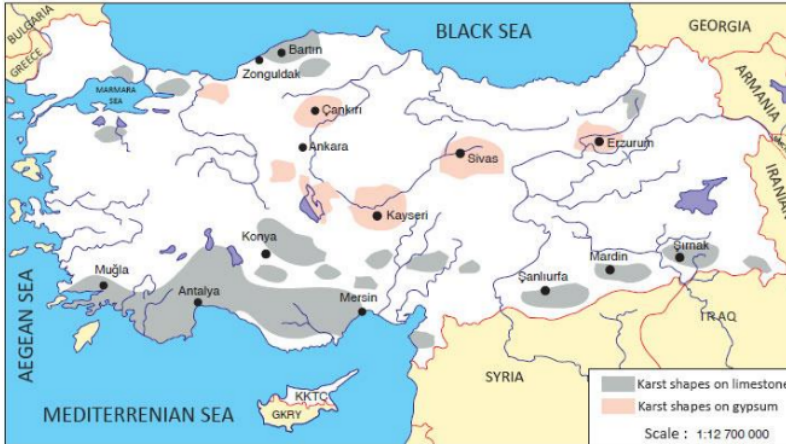 BULGARIA
GREECE
BLACK SEA
GEORGIA
ARMANIA
Bartın
Zonguldak
MARMARA
SEA
Çankırı
Ankara
Sivas
Erzurum
IRANIAN
Kayseri
Konya
Mardin
Şırnak
Muğla
Şanlıurfa
Antalya
Mersin
AEGEAN SEA
IRAQ
SYRIA
KKTC
GKRY
MEDITERRENIAN SEA
Karst shapes on limestone
Karst shapes on gypsum
Scale : 1:12 700 000